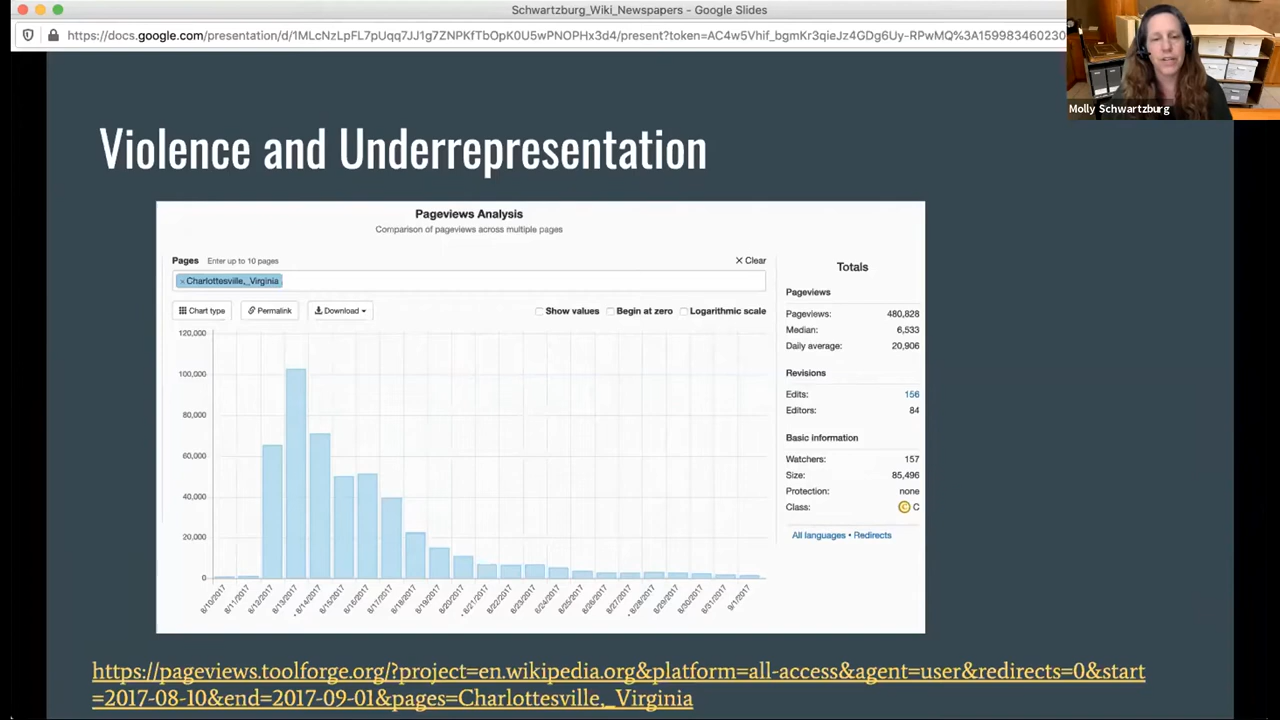 Schwartzburg_Wiki_Newspapers - Google Slides
https://docs.google.com/presentation/d/1MLcNzLpFL7pUqq7JJ1g7ZNPKfTbOpK0U5wPNOPHx3d4/present?token=AC4w5Vhif_bgmKr3qieJz4GDg6Uy-RPwMQ%3A159983460230
Molly Schwartzburg
Violence and Underrepresentation
Pageviews Analysis
Comparison of pageviews across multiple pages
Pages Enter up to 10 pages
× Clear
× Charlottesville,_Virginia
Chart type
Permalink
Download
Show values
Begin at zero
Logarithmic scale
120,000
100,000
80,000
60,000
40,000
20,000
0
8/10/2017
8/11/2017
8/12/2017
8/13/2017
• 8/14/2017
8/15/2017
8/16/2017
8/17/2017
8/18/2017
8/19/2017
8/20/2017
• 8/21/2017
8/22/2017
8/23/2017
8/24/2017
8/25/2017
8/26/2017
8/27/2017
• 8/28/2017
8/29/2017
8/30/2017
8/31/2017
9/1/2017
Totals
Pageviews
Pageviews: 480,828
Median: 6,533
Daily average: 20,906
Revisions
Edits: 156
Editors: 84
Basic information
Watchers: 157
Size: 85,496
Protection: none
Class: C C
All languages • Redirects
https://pageviews.toolforge.org/?project=en.wikipedia.org&platform=all-access&agent=user&redirects=0&start
=2017-08-10&end=2017-09-01&pages=Charlottesville,_Virginia